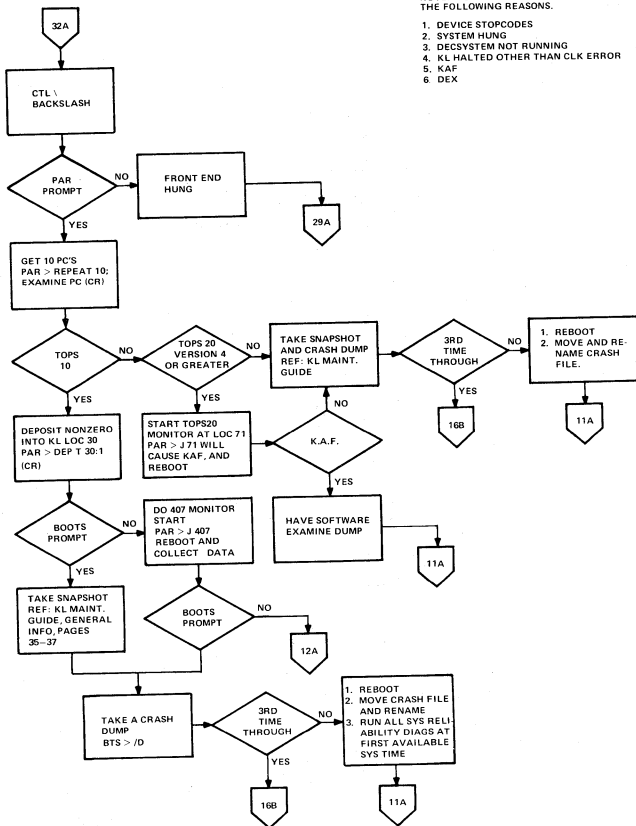 THE FOLLOWING REASONS.
1. DEVICE STOPCODES
2. SYSTEM HUNG
3. DECSYSTEM NOT RUNNING
4. KL HALTED OTHER THAN CLK ERROR
5. KAF
6. DEX
32A
CTL \
BACKSLASH
PAR
PROMPT
NO
YES
FRONT END
HUNG
29A
GET 10 PC'S
PAR > REPEAT 10;
EXAMINE PC (CR)
TOPS
10
NO
YES
TOPS 20
VERSION 4
OR GREATER
NO
YES
TAKE SNAPSHOT
AND CRASH DUMP
REF: KL MAINT.
GUIDE
3RD
TIME
THROUGH
NO
YES
1. REBOOT
2. MOVE AND RE-
NAME CRASH
FILE.
16B
11A
DEPOSIT NONZERO
INTO KL LOC 30
PAR > DEP T 30:1
(CR)
START TOPS20
MONITOR AT LOC 71
PAR > J 71 WILL
CAUSE KAF, AND
REBOOT
NO
K.A.F.
YES
BOOTS
PROMPT
NO
YES
DO 407 MONITOR
START
PAR > J 407
REBOOT AND
COLLECT DATA
HAVE SOFTWARE
EXAMINE DUMP
11A
TAKE SNAPSHOT
REF: KL MAINT.
GUIDE, GENERAL
INFO, PAGES
35–37
BOOTS
PROMPT
NO
YES
12A
TAKE A CRASH
DUMP
BTS > /D
3RD
TIME
THROUGH
NO
YES
1. REBOOT
2. MOVE CRASH FILE
AND RENAME
3. RUN ALL SYS RELI-
ABILITY DIAGS AT
FIRST AVAILABLE
SYS TIME
16B
11A